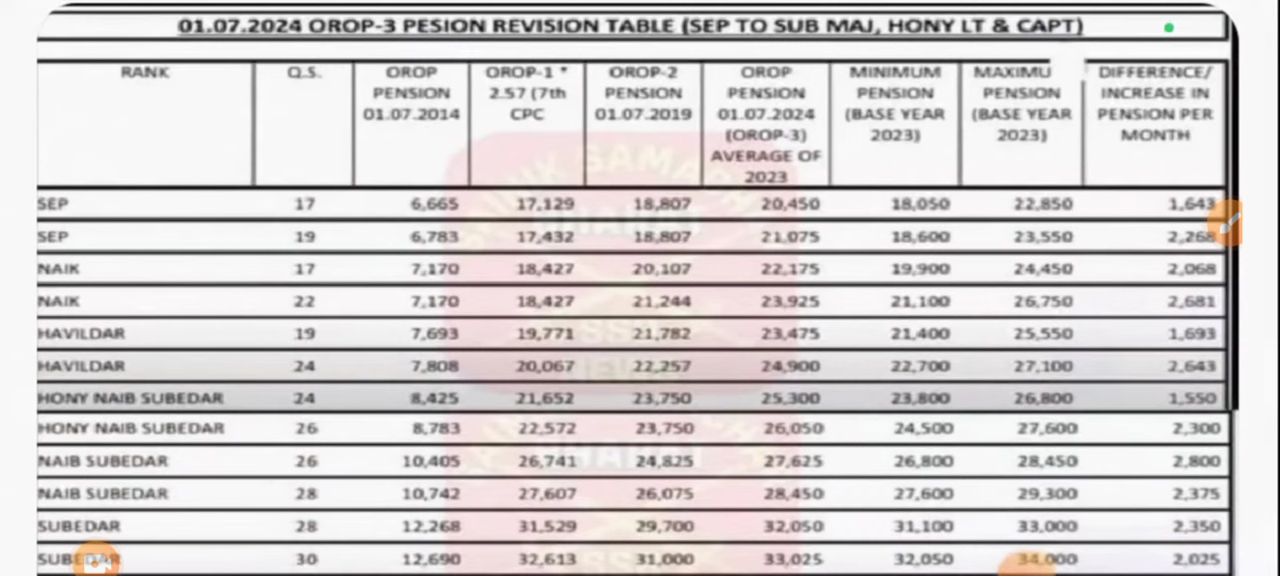 01.07.2024 OROP-3 PESION REVISION TABLE (SEP TO SUB MAJ, HONY LT & CAPT)
RANK Q.S. OROP PENSION 01.07.2014 OROP-1 * 2.57 (7th CPC OROP-2 PENSION 01.07.2019 OROP PENSION 01.07.2024 (OROP-3) AVERAGE OF 2023 MINIMUM PENSION (BASE YEAR 2023) MAXIMU PENSION (BASE YEAR 2023) DIFFERENCE/ INCREASE IN PENSION PER MONTH
SEP 17 6,665 17,129 18,807 20,450 18,050 22,850 1,643
SEP 19 6,783 17,432 18,807 21,075 18,600 23,550 2,268
NAIK 17 7,170 18,427 20,107 22,175 19,900 24,450 2,068
NAIK 22 7,170 18,427 21,244 23,925 21,100 26,750 2,681
HAVILDAR 19 7,693 19,771 21,782 23,475 21,400 25,550 1,693
HAVILDAR 24 7,808 20,067 22,257 24,900 22,700 27,100 2,643
HONY NAIB SUBEDAR 24 8,425 21,652 23,750 25,300 23,800 26,800 1,550
HONY NAIB SUBEDAR 26 8,783 22,572 23,750 26,050 24,500 27,600 2,300
NAIB SUBEDAR 26 10,405 26,741 24,825 27,625 26,800 28,450 2,800
NAIB SUBEDAR 28 10,742 27,607 26,075 28,450 27,600 29,300 2,375
SUBEDAR 28 12,268 31,529 29,700 32,050 31,100 33,000 2,350
SUBEDAR 30 12,690 32,613 31,000 33,025 32,050 34,000 2,025